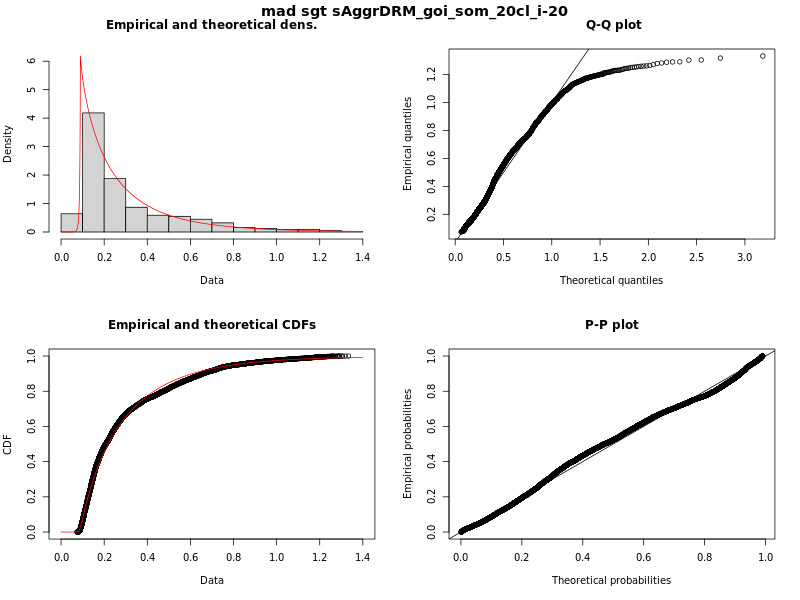 mad sgt sAggrDRM_goi_som_20cl_i-20
Empirical and theoretical dens.
Density
0 1 2 3 4 5 6
0.0 0.2 0.4 0.6 0.8 1.0 1.2 1.4
Data
Q-Q plot
Empirical quantiles
0.2 0.4 0.6 0.8 1.0 1.2
0.0 0.5 1.0 1.5 2.0 2.5 3.0
Theoretical quantiles
Empirical and theoretical CDFs
CDF
0.0 0.2 0.4 0.6 0.8 1.0
0.0 0.2 0.4 0.6 0.8 1.0 1.2 1.4
Data
P-P plot
Empirical probabilities
0.0 0.2 0.4 0.6 0.8 1.0
0.0 0.2 0.4 0.6 0.8 1.0
Theoretical probabilities